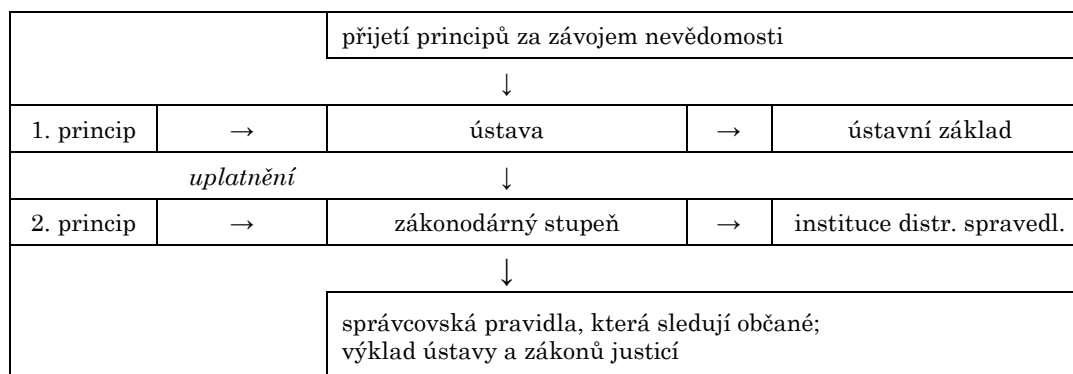 přijetí principů za závojem nevědomosti
↓
1. princip → ústava → ústavní základ
uplatnění ↓
2. princip → zákonodárný stupeň → instituce distr. spravedl.
↓
správcovská pravidla, která sledují občané;
výklad ústavy a zákonů justicí